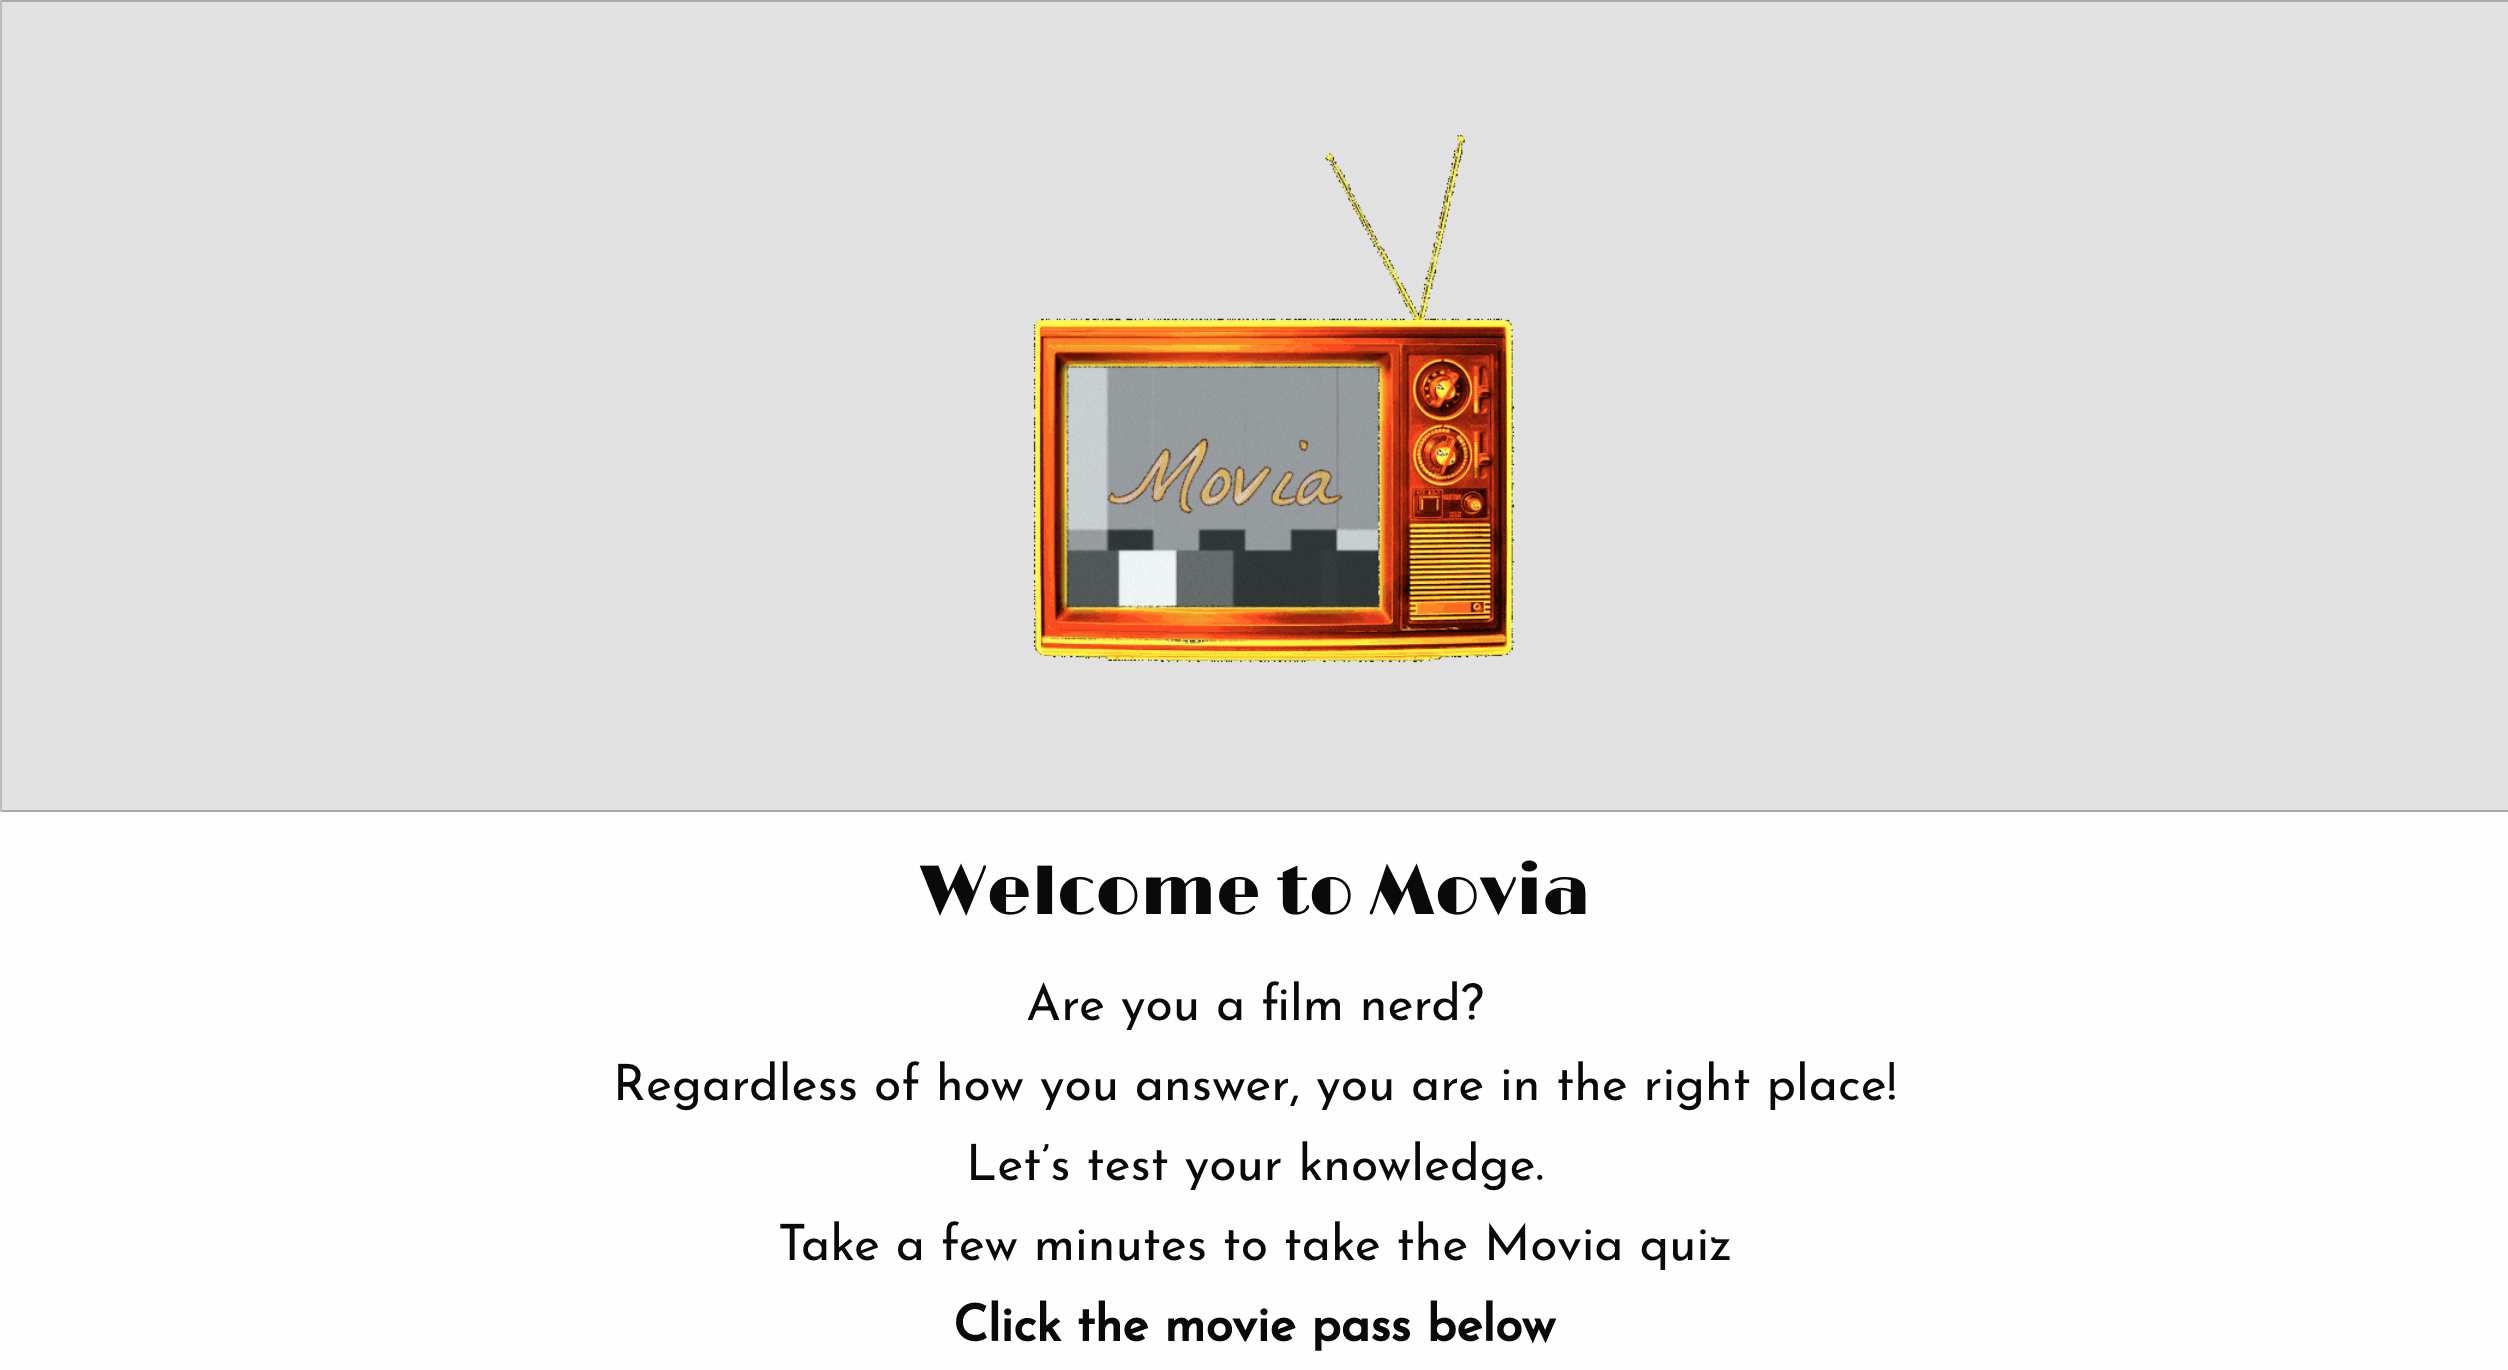 Movia
Welcome to Movia
Are you a film nerd?
Regardless of how you answer, you are in the right place!
Let’s test your knowledge.
Take a few minutes to take the Movia quiz
Click the movie pass below